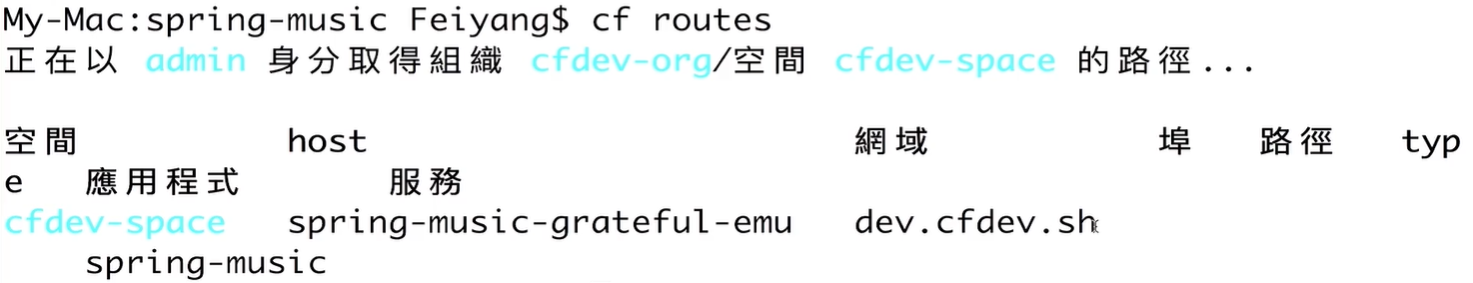 My-Mac:spring-music Feiyang$ cf routes
正在以 admin 身分取得組織 cfdev-org/空間 cfdev-space 的路徑...
空間 host 網域 埠 路徑 typ
e 應用程式 服務
cfdev-space spring-music-grateful-emu dev.cfdev.sh
spring-music